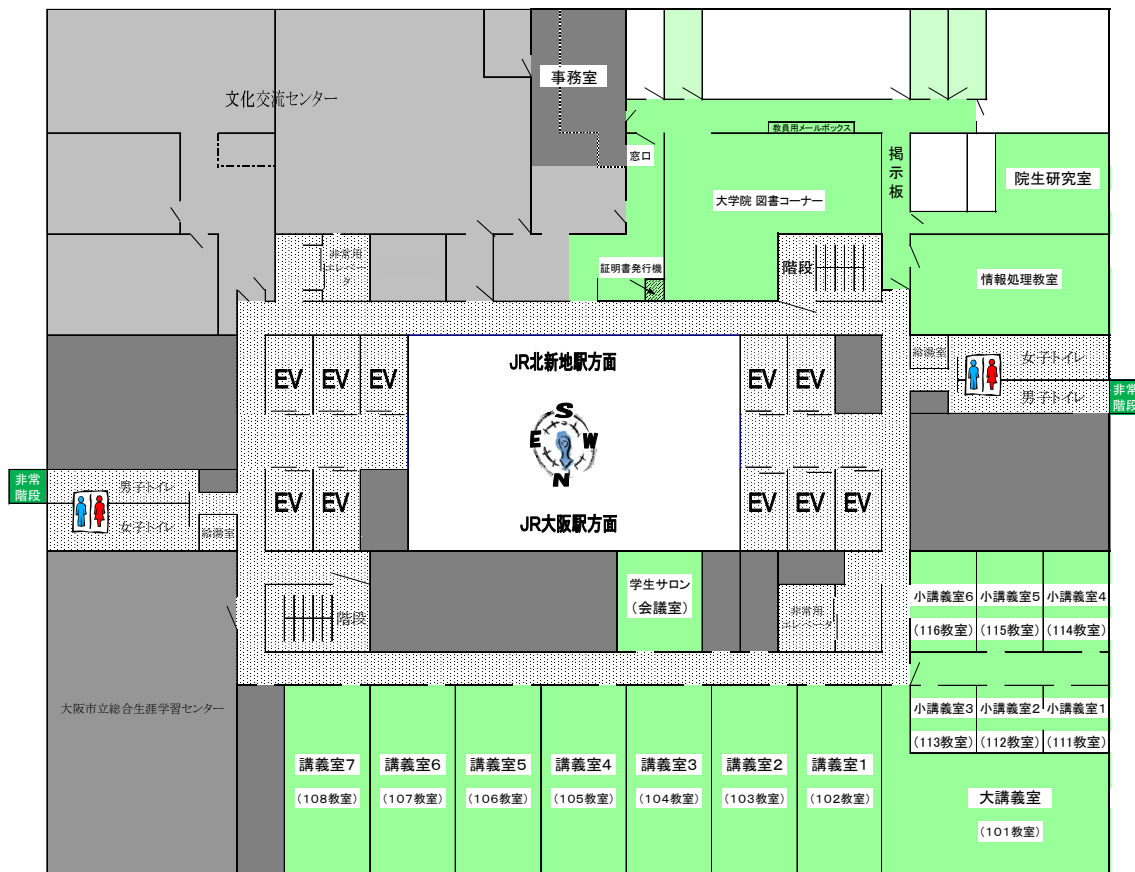 事務室
文化交流センター
教員用メールボックス
窓口
掲
示
板
院生研究室
大学院 図書コーナー
非常用
エレベー
タ
証明書発行機
階段
情報処理教室
JR北新地駅方面
給湯室
女子トイレ
男子トイレ
非常
階段
EV
EV
EV
EV
EV
S
E
W
N
非常
階段
男子トイレ
女子トイレ
給湯室
EV
EV
EV
EV
EV
JR大阪駅方面
学生サロン
（会議室）
階段
非常用
エレベータ
小講義室6
（116教室）
小講義室5
（115教室）
小講義室4
（114教室）
大阪市立総合生涯学習センター
小講義室3
（113教室）
小講義室2
（112教室）
小講義室1
（111教室）
講義室7
（108教室）
講義室6
（107教室）
講義室5
（106教室）
講義室4
（105教室）
講義室3
（104教室）
講義室2
（103教室）
講義室1
（102教室）
大講義室
（101教室）